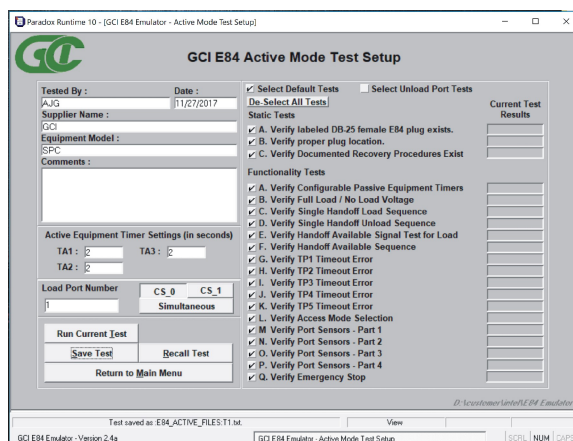 Paradox Runtime 10 - [GCI E84 Emulator - Active Mode Test Setup]
GCI
GCI E84 Active Mode Test Setup
Tested By :
Date :
AJG
11/27/2017
Supplier Name :
GCI
Equipment Model :
SPC
Comments :
Active Equipment Timer Settings (in seconds)
TA1 : 2
TA3 : 2
TA2 : 2
Load Port Number
1
CS_0
CS_1
Simultaneous
Run Current Test
Save Test
Recall Test
Return to Main Menu
Select Default Tests
Select Unload Port Tests
De-Select All Tests
Current Test
Results
Static Tests
A. Verify labeled DB-25 female E84 plug exists.
B. Verify proper plug location.
C. Verify Documented Recovery Procedures Exist
Functionality Tests
A. Verify Configurable Passive Equipment Timers
B. Verify Full Load / No Load Voltage
C. Verify Single Handoff Load Sequence
D. Verify Single Handoff Unload Sequence
E. Verify Handoff Available Signal Test for Load
F. Verify Handoff Available Sequence
G. Verify TP1 Timeout Error
H. Verify TP2 Timeout Error
I. Verify TP3 Timeout Error
J. Verify TP4 Timeout Error
K. Verify TP5 Timeout Error
L. Verify Access Mode Selection
M Verify Port Sensors - Part 1
N. Verify Port Sensors - Part 2
O. Verify Port Sensors - Part 3
P. Verify Port Sensors - Part 4
Q. Verify Emergency Stop
D:\customer\intel\E84 Emulator
Test saved as :E84_ACTIVE_FILES:T1.txt.
View
GCI E84 Emulator - Version 2.4a
GCI E84 Emulator - Active Mode Test Setup
SCRL
NUM
CAPS